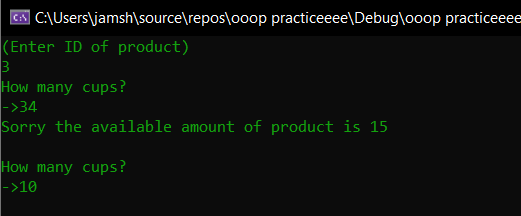 C:\Users\jamsh\source\repos\ooop practiceeee\Debug\ooop practiceeee
(Enter ID of product)
3
How many cups?
->34
Sorry the available amount of product is 15
How many cups?
->10